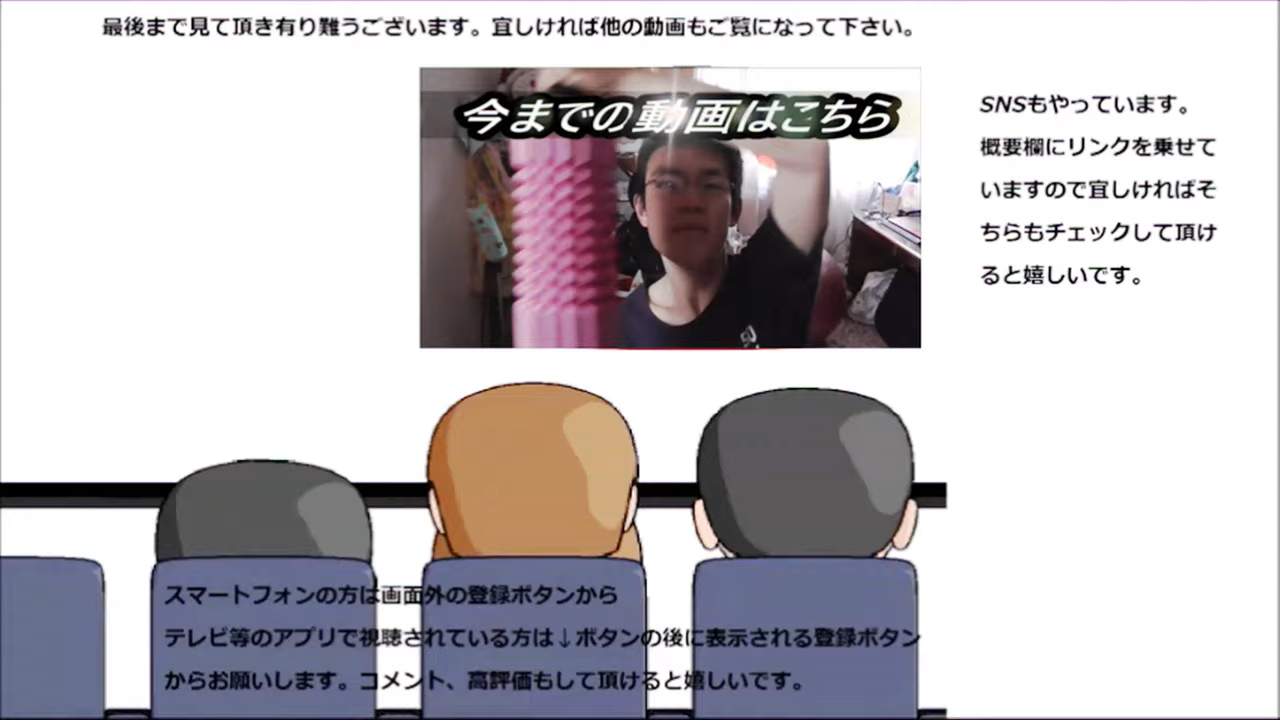 最後まで見て頂き有り難うございます。宜しければ他の動画もご覧になって下さい。
今までの動画はこちら
SNSもやっています。
概要欄にリンクを乗せて
いますので宜しければそ
ちらもチェックして頂け
ると嬉しいです。
スマートフォンの方は画面外の登録ボタンから
テレビ等のアプリで視聴されている方は↓ボタンの後に表示される登録ボタン
からお願いします。コメント、高評価もして頂けると嬉しいです。